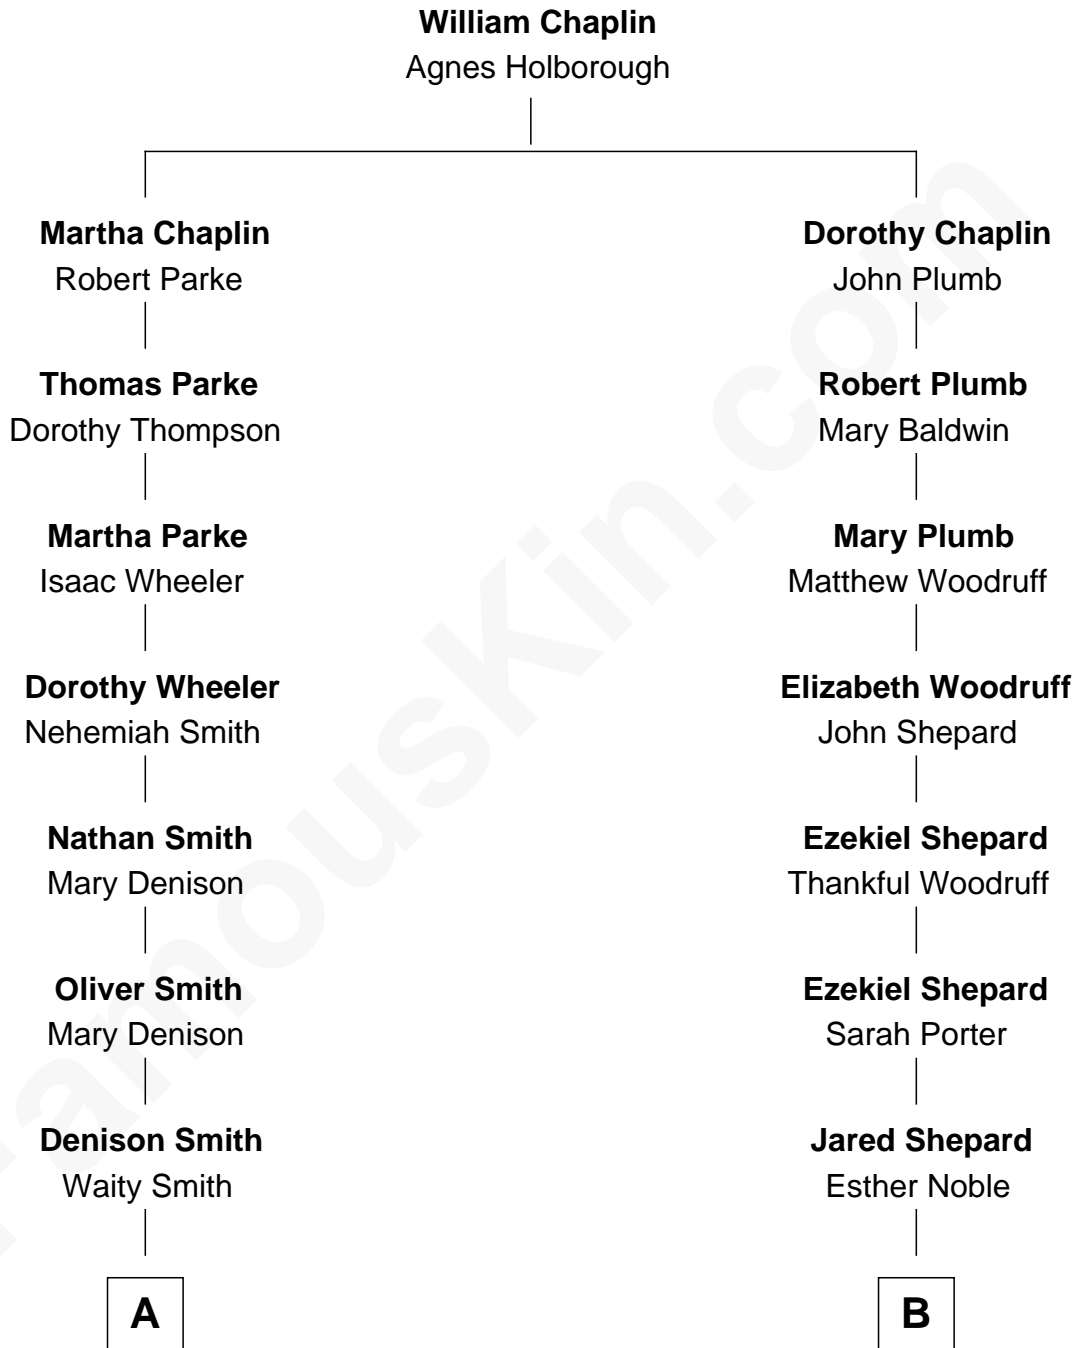 William Chaplin
Agnes Holborough
Martha Chaplin
Robert Parke
Dorothy Chaplin
John Plumb
Thomas Parke
Dorothy Thompson
Robert Plumb
Mary Baldwin
Martha Parke
Isaac Wheeler
Mary Plumb
Matthew Woodruff
Dorothy Wheeler
Nehemiah Smith
Elizabeth Woodruff
John Shepard
Nathan Smith
Mary Denison
Ezekiel Shepard
Thankful Woodruff
Oliver Smith
Mary Denison
Ezekiel Shepard
Sarah Porter
Denison Smith
Waity Smith
Jared Shepard
Esther Noble
A
B
FamousKin.com